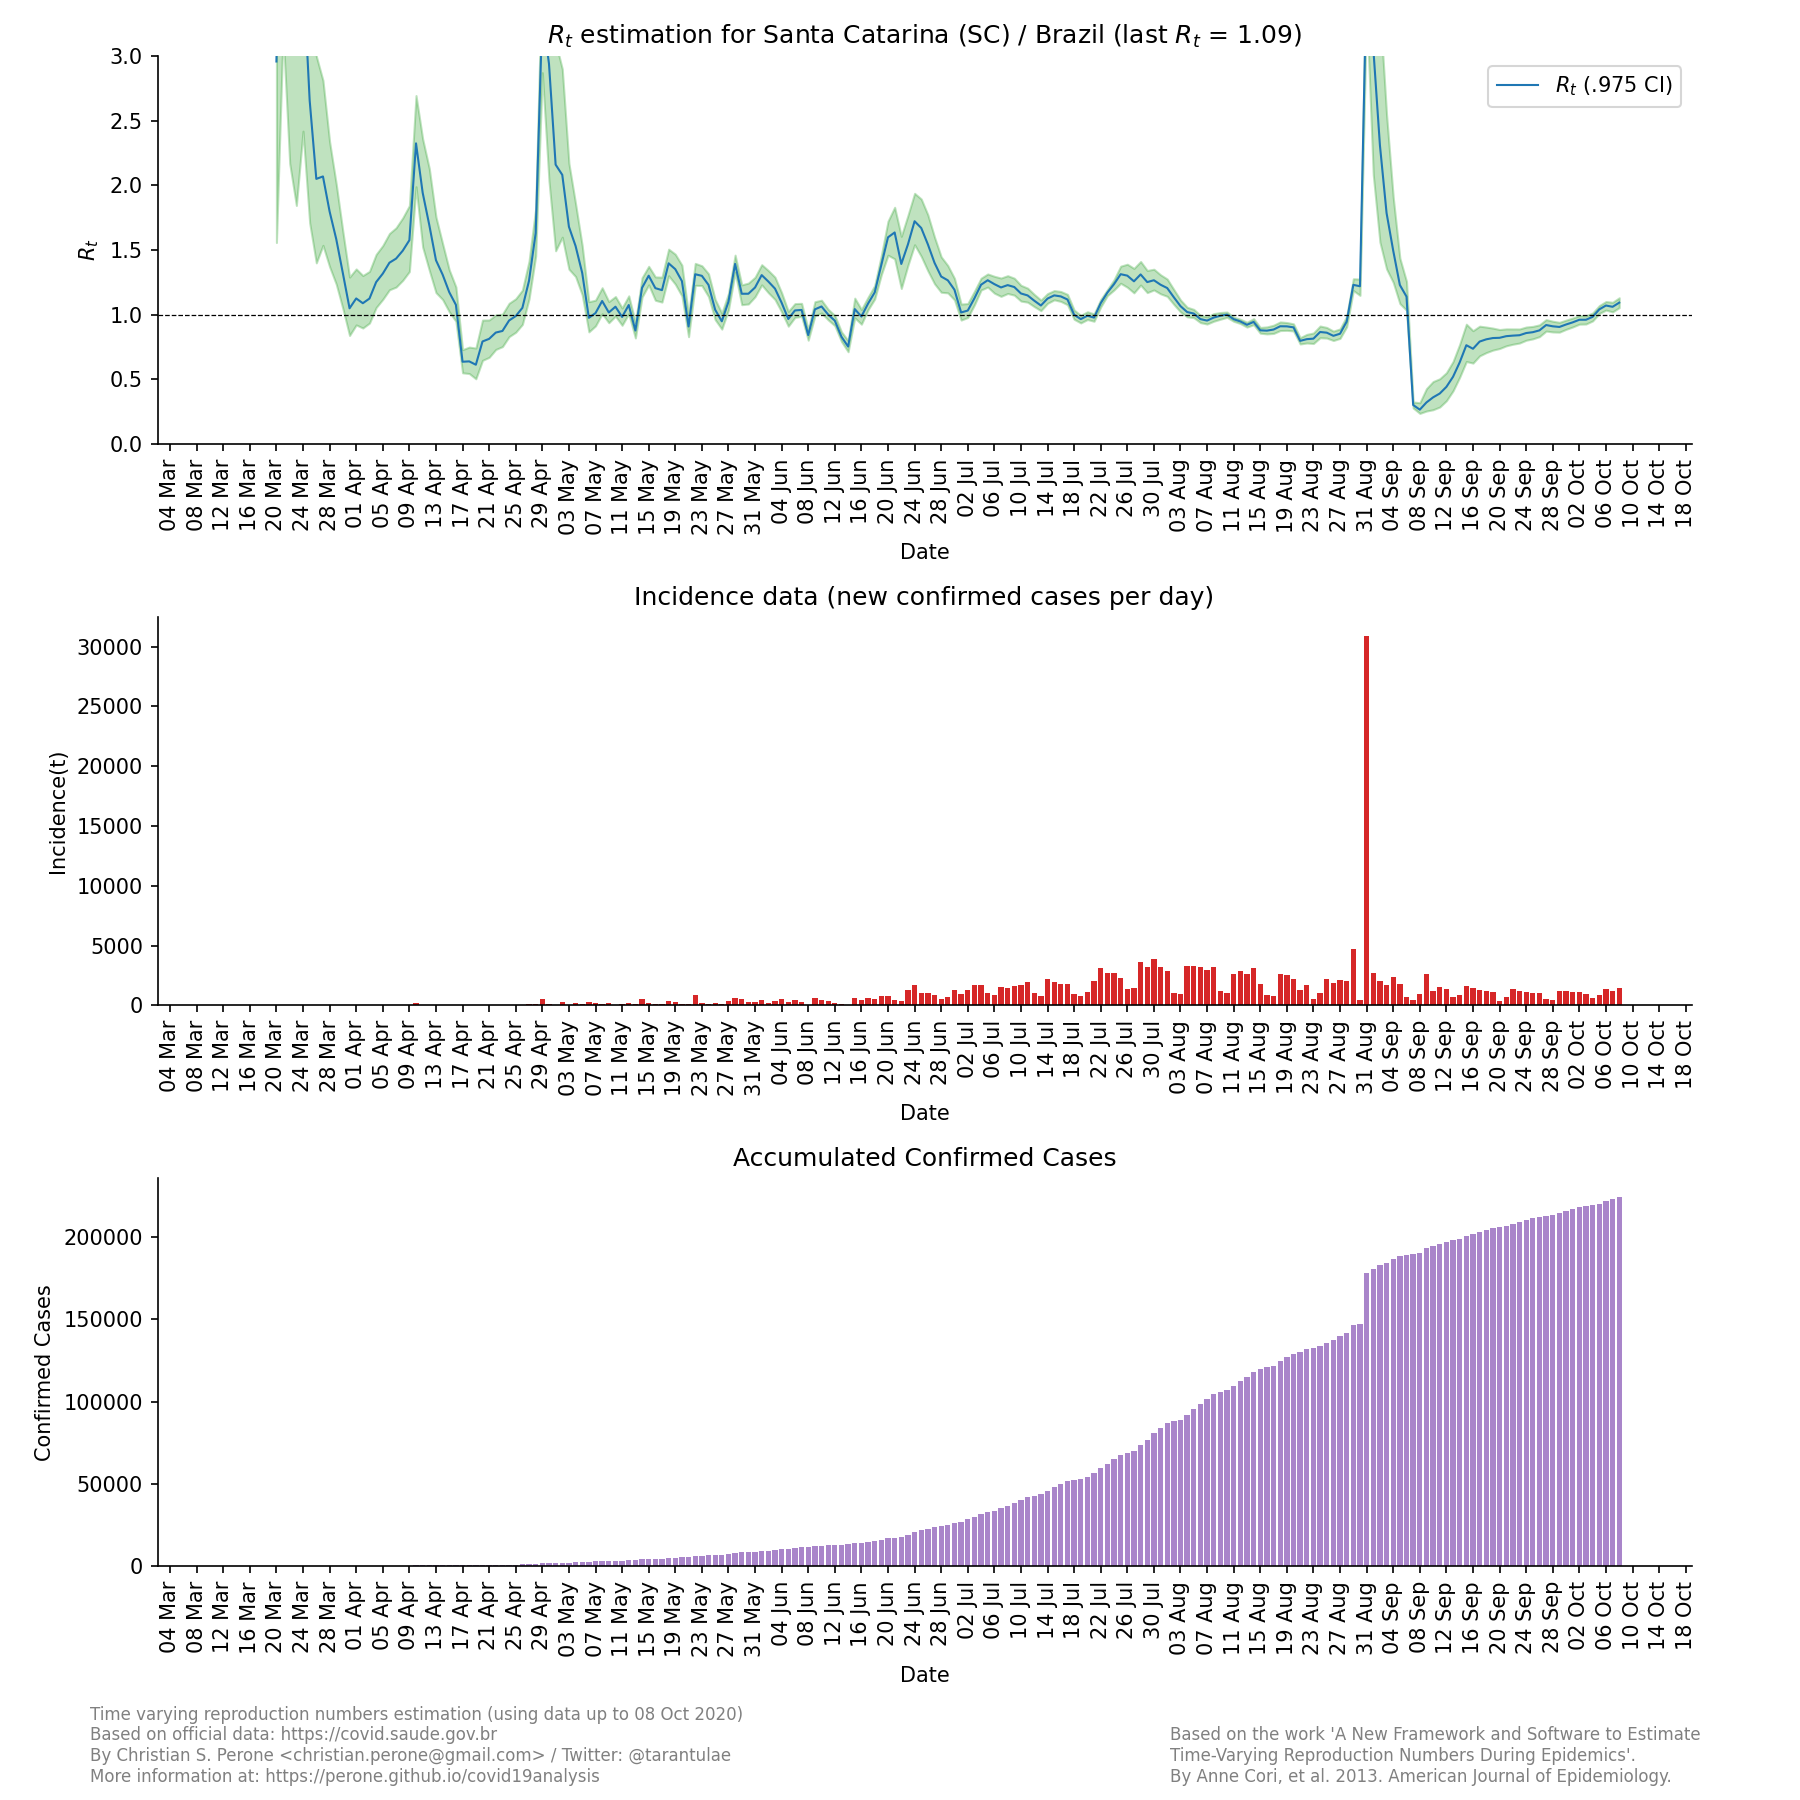 Rt estimation for Santa Catarina (SC) / Brazil (last Rt = 1.09)
Rt (.975 CI)
3.0
2.5
2.0
1.5
1.0
0.5
0.0
Rt
04 Mar 08 Mar 12 Mar 16 Mar 20 Mar 24 Mar 28 Mar 01 Apr 05 Apr 09 Apr 13 Apr 17 Apr 21 Apr 25 Apr 29 Apr 03 May 07 May 11 May 15 May 19 May 23 May 27 May 31 May 04 Jun 08 Jun 12 Jun 16 Jun 20 Jun 24 Jun 28 Jun 02 Jul 06 Jul 10 Jul 14 Jul 18 Jul 22 Jul 26 Jul 30 Jul 03 Aug 07 Aug 11 Aug 15 Aug 19 Aug 23 Aug 27 Aug 31 Aug 04 Sep 08 Sep 12 Sep 16 Sep 20 Sep 24 Sep 28 Sep 02 Oct 06 Oct 10 Oct 14 Oct 18 Oct
Date
Incidence data (new confirmed cases per day)
30000
25000
20000
15000
10000
5000
0
Incidence(t)
04 Mar 08 Mar 12 Mar 16 Mar 20 Mar 24 Mar 28 Mar 01 Apr 05 Apr 09 Apr 13 Apr 17 Apr 21 Apr 25 Apr 29 Apr 03 May 07 May 11 May 15 May 19 May 23 May 27 May 31 May 04 Jun 08 Jun 12 Jun 16 Jun 20 Jun 24 Jun 28 Jun 02 Jul 06 Jul 10 Jul 14 Jul 18 Jul 22 Jul 26 Jul 30 Jul 03 Aug 07 Aug 11 Aug 15 Aug 19 Aug 23 Aug 27 Aug 31 Aug 04 Sep 08 Sep 12 Sep 16 Sep 20 Sep 24 Sep 28 Sep 02 Oct 06 Oct 10 Oct 14 Oct 18 Oct
Date
Accumulated Confirmed Cases
200000
150000
100000
50000
0
Confirmed Cases
04 Mar 08 Mar 12 Mar 16 Mar 20 Mar 24 Mar 28 Mar 01 Apr 05 Apr 09 Apr 13 Apr 17 Apr 21 Apr 25 Apr 29 Apr 03 May 07 May 11 May 15 May 19 May 23 May 27 May 31 May 04 Jun 08 Jun 12 Jun 16 Jun 20 Jun 24 Jun 28 Jun 02 Jul 06 Jul 10 Jul 14 Jul 18 Jul 22 Jul 26 Jul 30 Jul 03 Aug 07 Aug 11 Aug 15 Aug 19 Aug 23 Aug 27 Aug 31 Aug 04 Sep 08 Sep 12 Sep 16 Sep 20 Sep 24 Sep 28 Sep 02 Oct 06 Oct 10 Oct 14 Oct 18 Oct
Date
Time varying reproduction numbers estimation (using data up to 08 Oct 2020)
Based on official data: https://covid.saude.gov.br
By Christian S. Perone <christian.perone@gmail.com> / Twitter: @tarantulae
More information at: https://perone.github.io/covid19analysis
Based on the work 'A New Framework and Software to Estimate
Time-Varying Reproduction Numbers During Epidemics'.
By Anne Cori, et al. 2013. American Journal of Epidemiology.